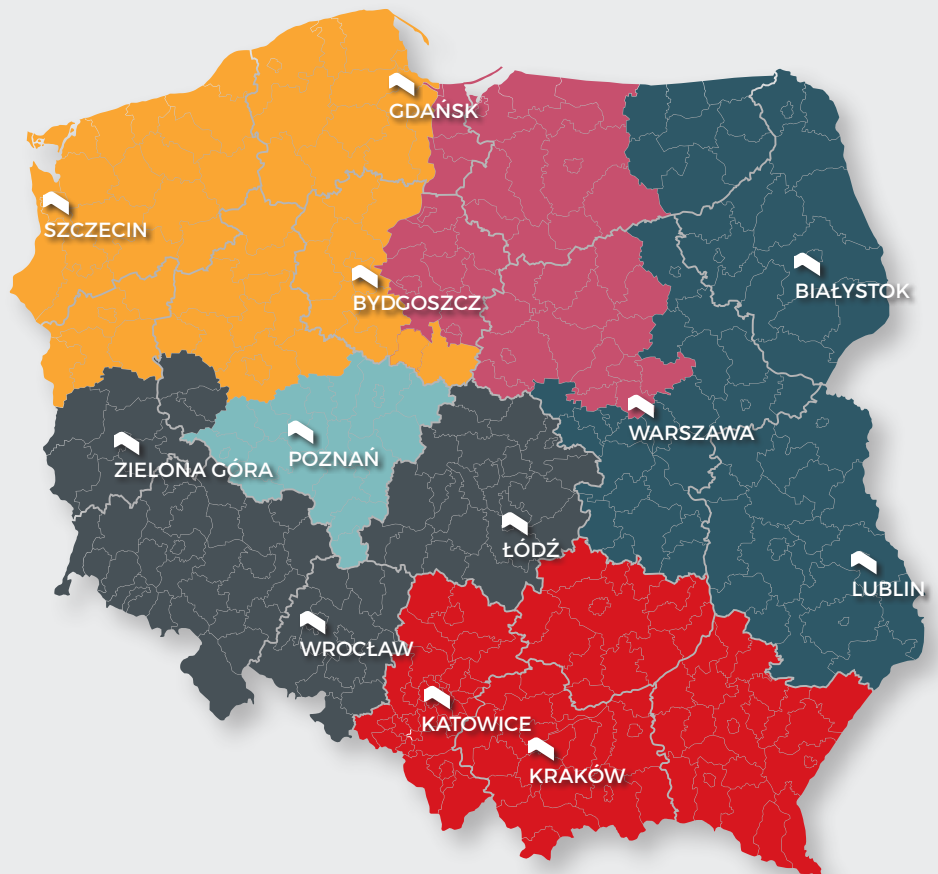 GDAŃSK
SZCZECIN
BYDGOSZCZ
BIAŁYSTOK
WARSZAWA
POZNAŃ
ZIELONA GÓRA
ŁÓDŹ
LUBLIN
WROCŁAW
KATOWICE
KRAKÓW